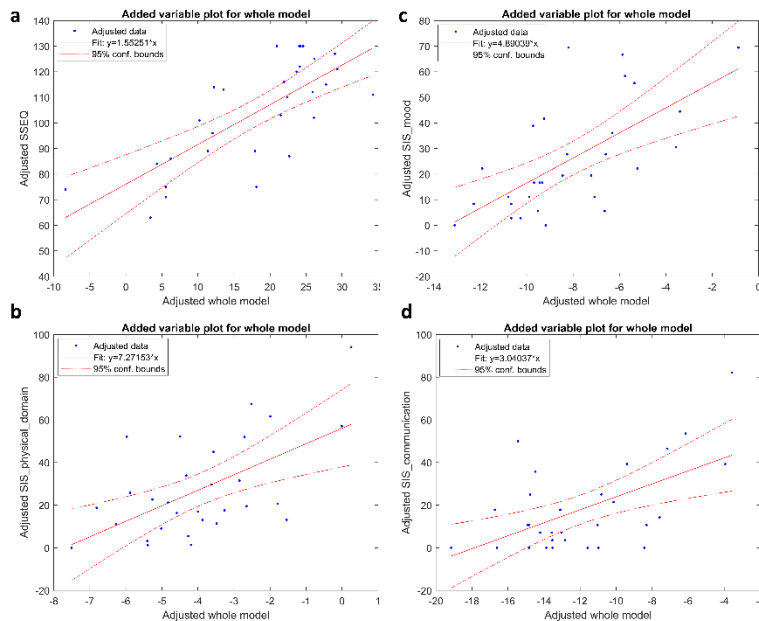 a
Added variable plot for whole model
Adjusted data
Fit: y=1.55251*x
95% conf. bounds
130
120
110
100
90
80
70
60
50
40
Adjusted SSEQ
-10
-5
0
5
10
15
20
25
30
35
Adjusted whole model
c
Added variable plot for whole model
Adjusted data
Fit: y=4.89039*x
95% conf. bounds
80
70
60
50
40
30
20
10
0
-10
-20
Adjusted SIS_mood
-14
-12
-10
-8
-6
-4
-2
0
Adjusted whole model
b
Added variable plot for whole model
Adjusted data
Fit: y=7.27153*x
95% conf. bounds
100
80
60
40
20
0
-20
Adjusted SIS_physical_domain
-8
-7
-6
-5
-4
-3
-2
-1
0
1
Adjusted whole model
d
Added variable plot for whole model
Adjusted data
Fit: y=3.04037*x
95% conf. bounds
100
80
60
40
20
0
-20
Adjusted SIS_communication
-20
-18
-16
-14
-12
-10
-8
-6
-4
-2
Adjusted whole model